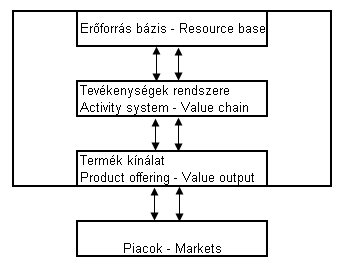 Erőforrás bázis - Resource base
Tevékenységek rendszere
Activity system - Value chain
Termék kínálat
Product offering - Value output
Piacok - Markets